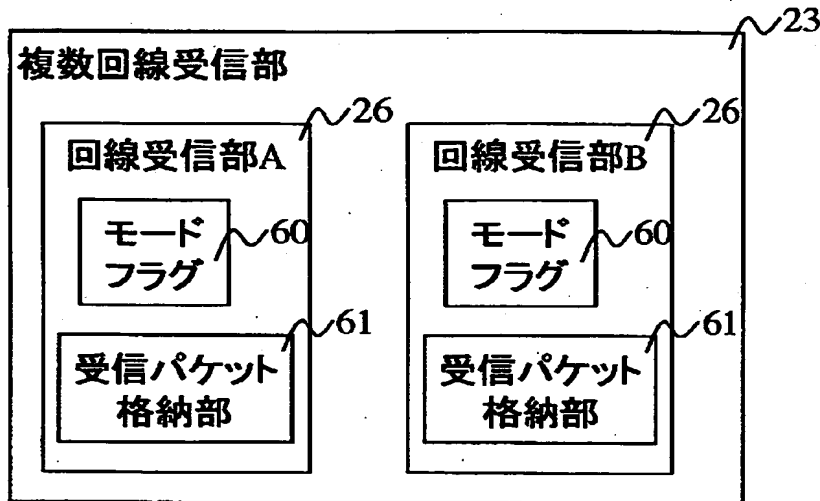 23
複数回線受信部
26
回線受信部A
モード
フラグ
60
受信パケット
格納部
61
26
回線受信部B
モード
フラグ
60
受信パケット
格納部
61